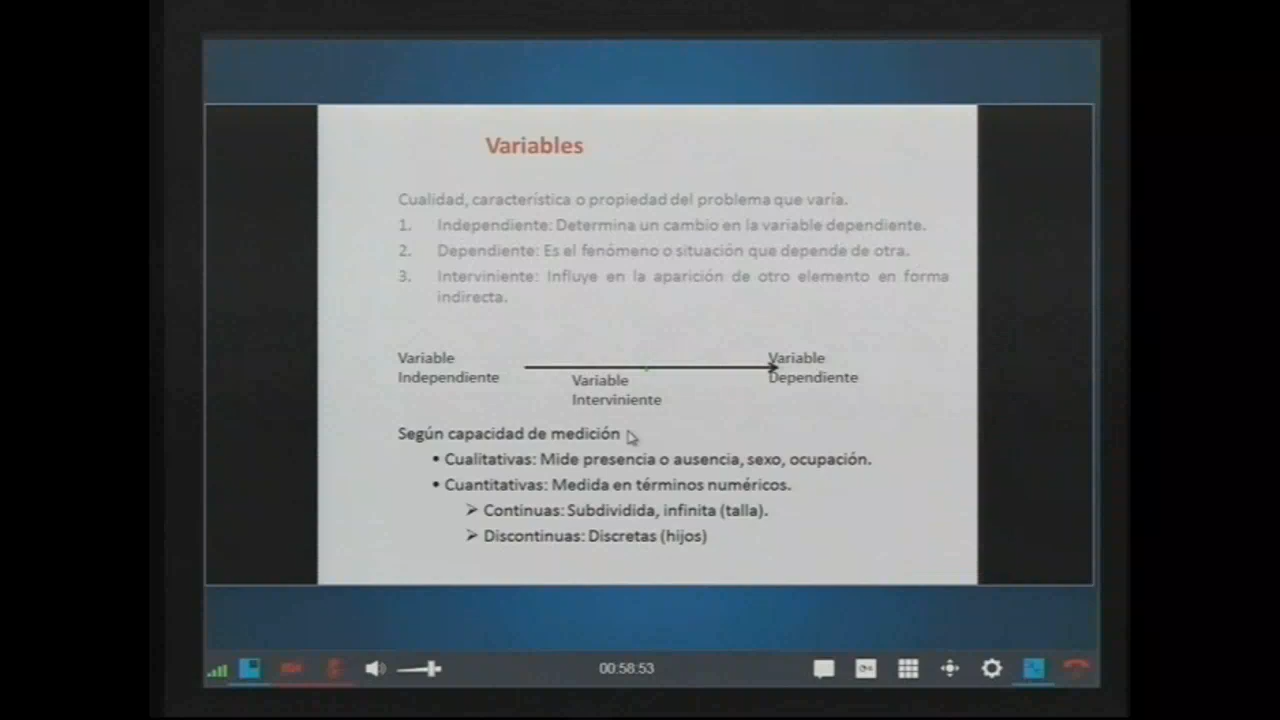 Variables
Cualidad, característica o propiedad del problema que varía.
1. Independiente: Determina un cambio en la variable dependiente.
2. Dependiente: Es el fenómeno o situación que depende de otra.
3. Interviniente: Influye en la aparición de otro elemento en forma
indirecta.
Variable
Independiente
Variable
Interviniente
Variable
Dependiente
Según capacidad de medición
• Cualitativas: Mide presencia o ausencia, sexo, ocupación.
• Cuantitativas: Medida en términos numéricos.
➢ Continuas: Subdividida, infinita (talla).
➢ Discontinuas: Discretas (hijos)
00:58:53